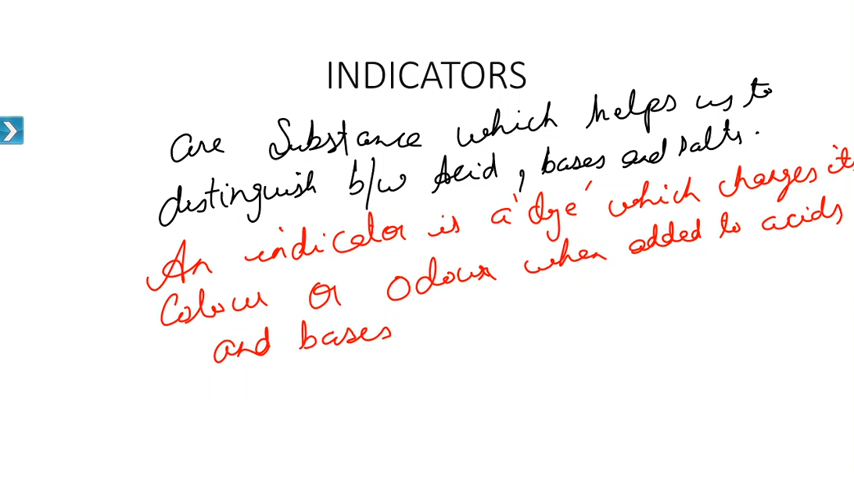 INDICATORS
are Substance which helps us to
distinguish b/w Acid, bases and salts.
An indicator is a 'dye' which changes its
Colour or odour when added to acids
and bases